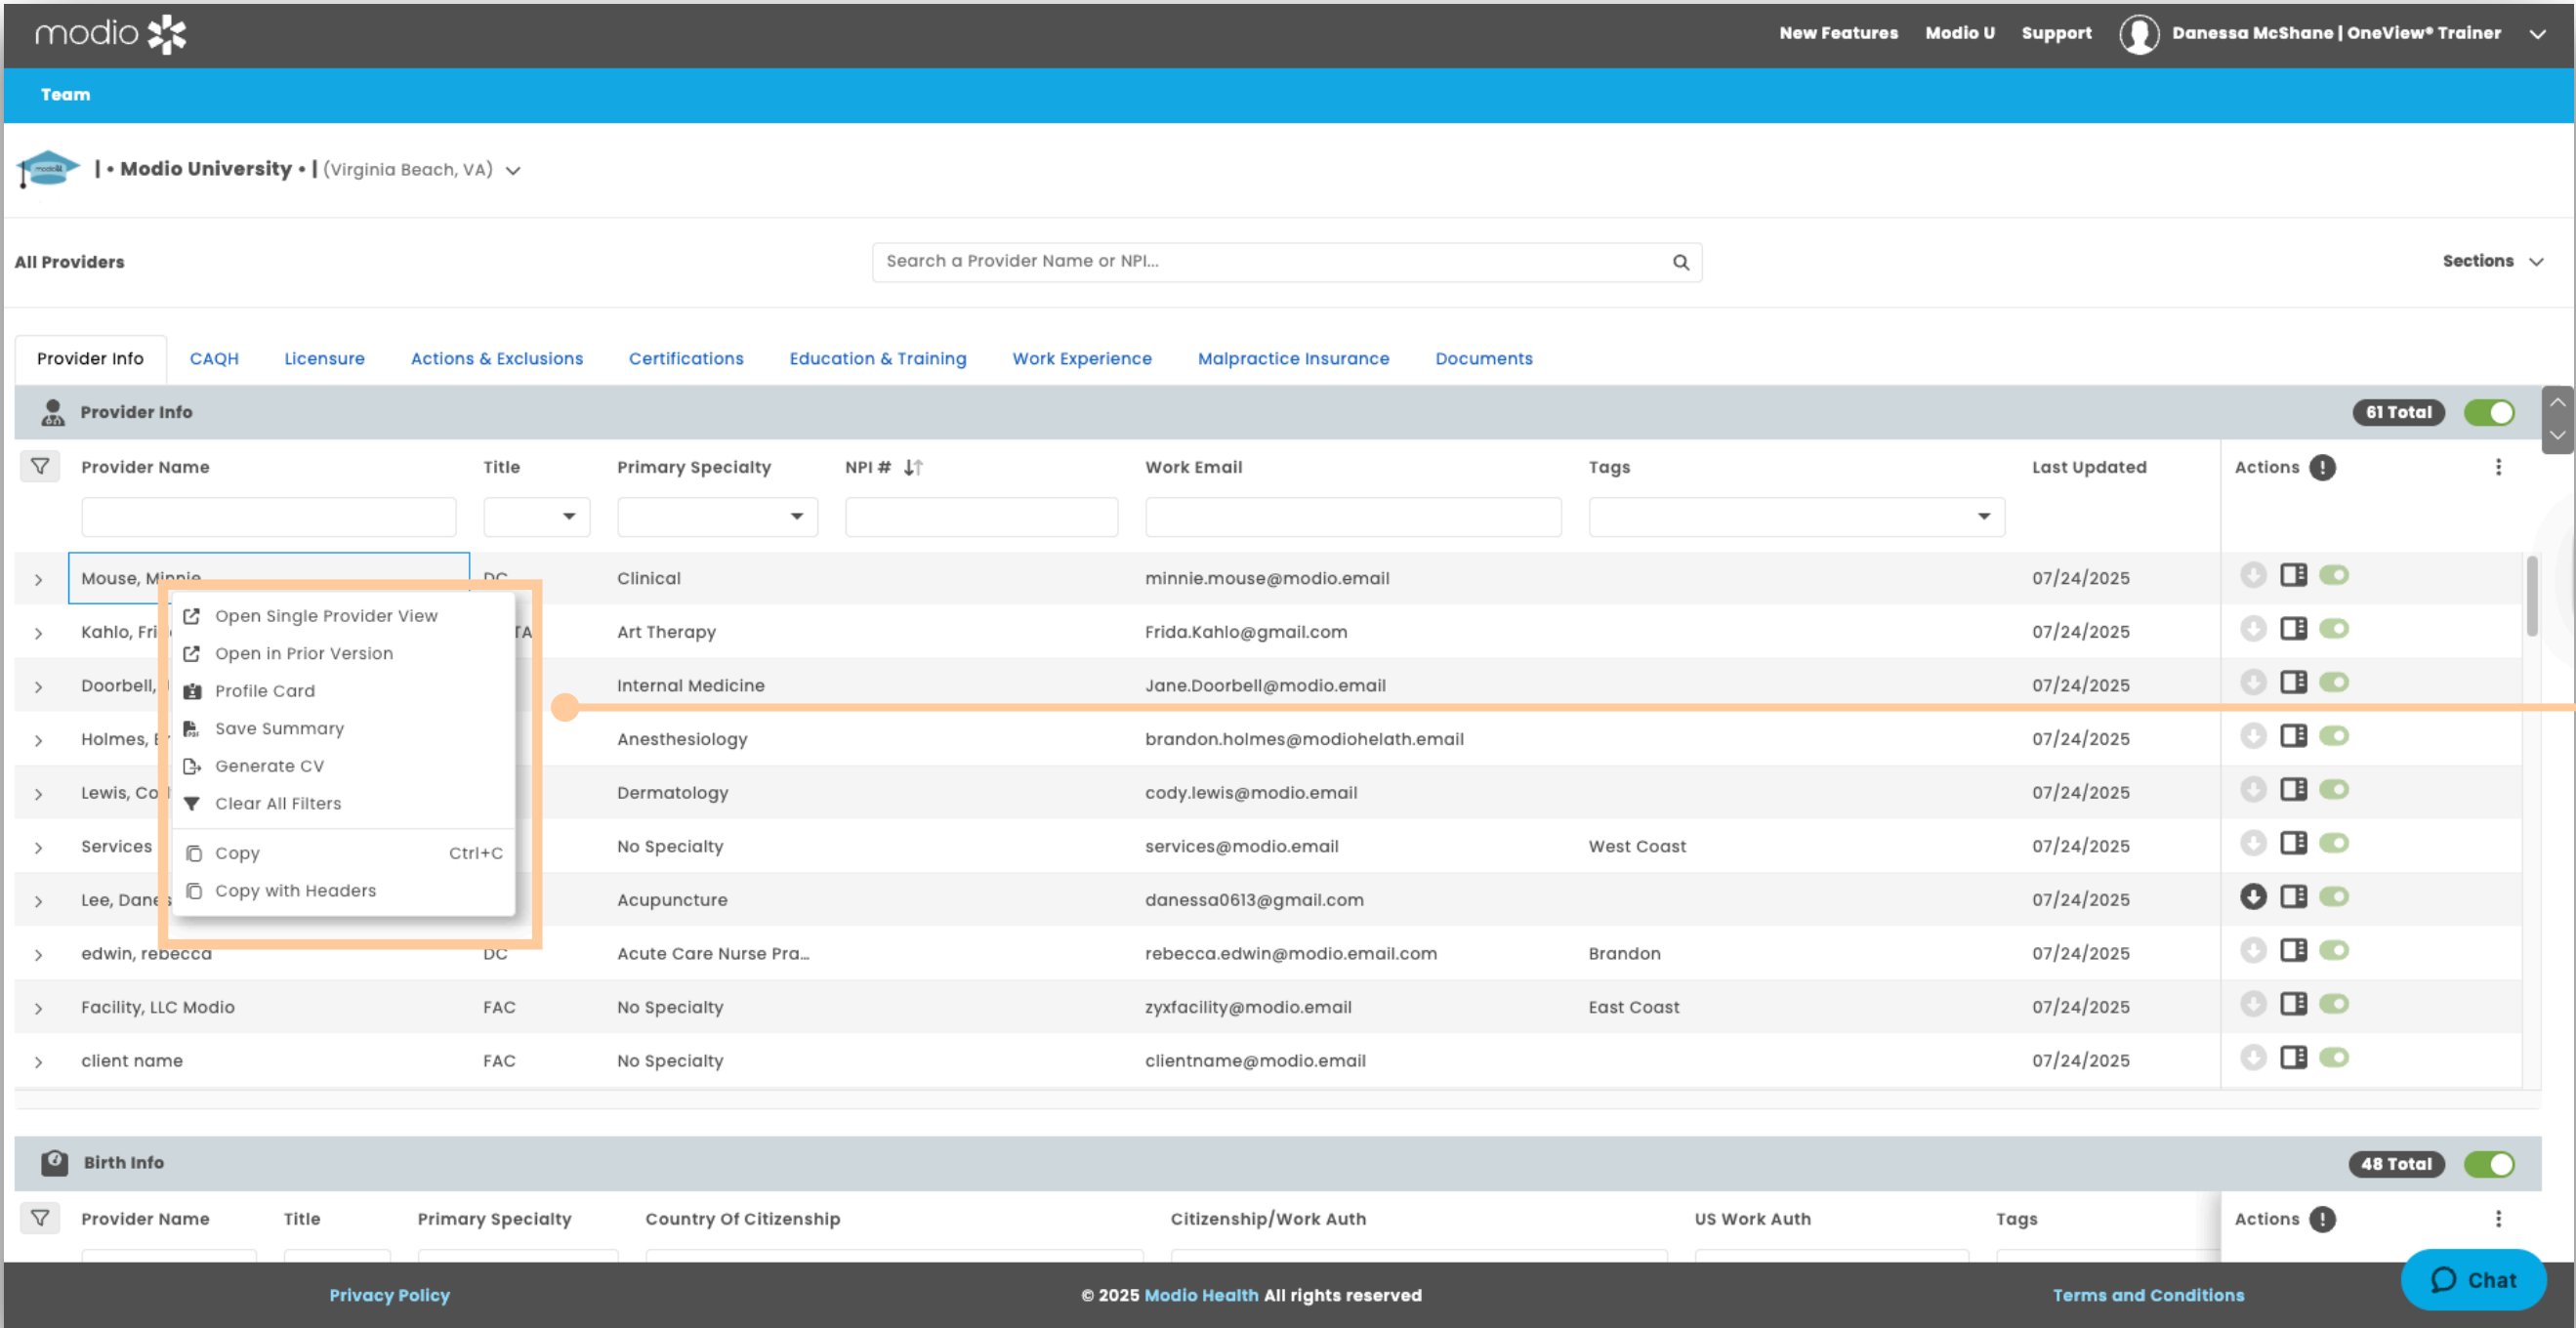 modio
New Features Modio U Support Danessa McShane | OneView® Trainer
Team
| • Modio University • | (Virginia Beach, VA)
All Providers
Search a Provider Name or NPI...
Sections
Provider Info CAQH Licensure Actions & Exclusions Certifications Education & Training Work Experience Malpractice Insurance Documents
Provider Info 61 Total
Provider Name Title Primary Specialty NPI # Work Email Tags Last Updated Actions
Mouse, Minnie DC Clinical minnie.mouse@modio.email 07/24/2025
Open Single Provider View
Kahlo, Fri TA Art Therapy Frida.Kahlo@gmail.com 07/24/2025
Open in Prior Version
Doorbell, Internal Medicine Jane.Doorbell@modio.email 07/24/2025
Profile Card
Save Summary
Holmes, Anesthesiology brandon.holmes@modiohelath.email 07/24/2025
Generate CV
Lewis, Co Dermatology cody.lewis@modio.email 07/24/2025
Clear All Filters
Services No Specialty services@modio.email West Coast 07/24/2025
Copy Ctrl+C
Copy with Headers
Lee, Danes Acupuncture danessa0613@gmail.com 07/24/2025
edwin, rebecca DC Acute Care Nurse Pra... rebecca.edwin@modio.email.com Brandon 07/24/2025
Facility, LLC Modio FAC No Specialty zyxfacility@modio.email East Coast 07/24/2025
client name FAC No Specialty clientname@modio.email 07/24/2025
Birth Info 48 Total
Provider Name Title Primary Specialty Country Of Citizenship Citizenship/Work Auth US Work Auth Tags Actions
Chat
Privacy Policy © 2025 Modio Health All rights reserved Terms and Conditions